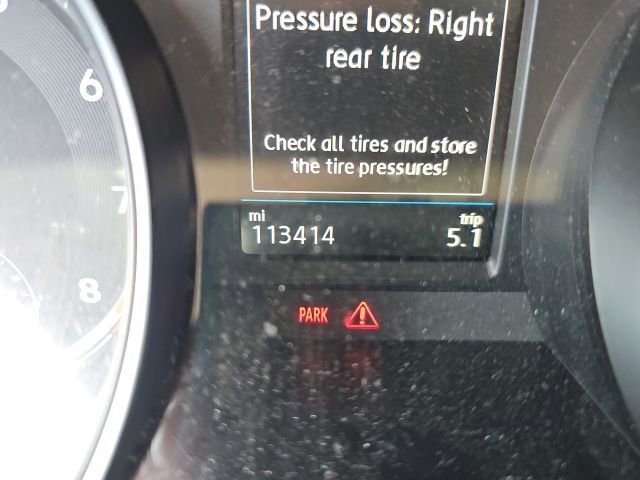 Pressure loss: Right
rear tire
Check all tires and store
the tire pressures!
mi
113414
trip
5.1
PARK
6
7
8